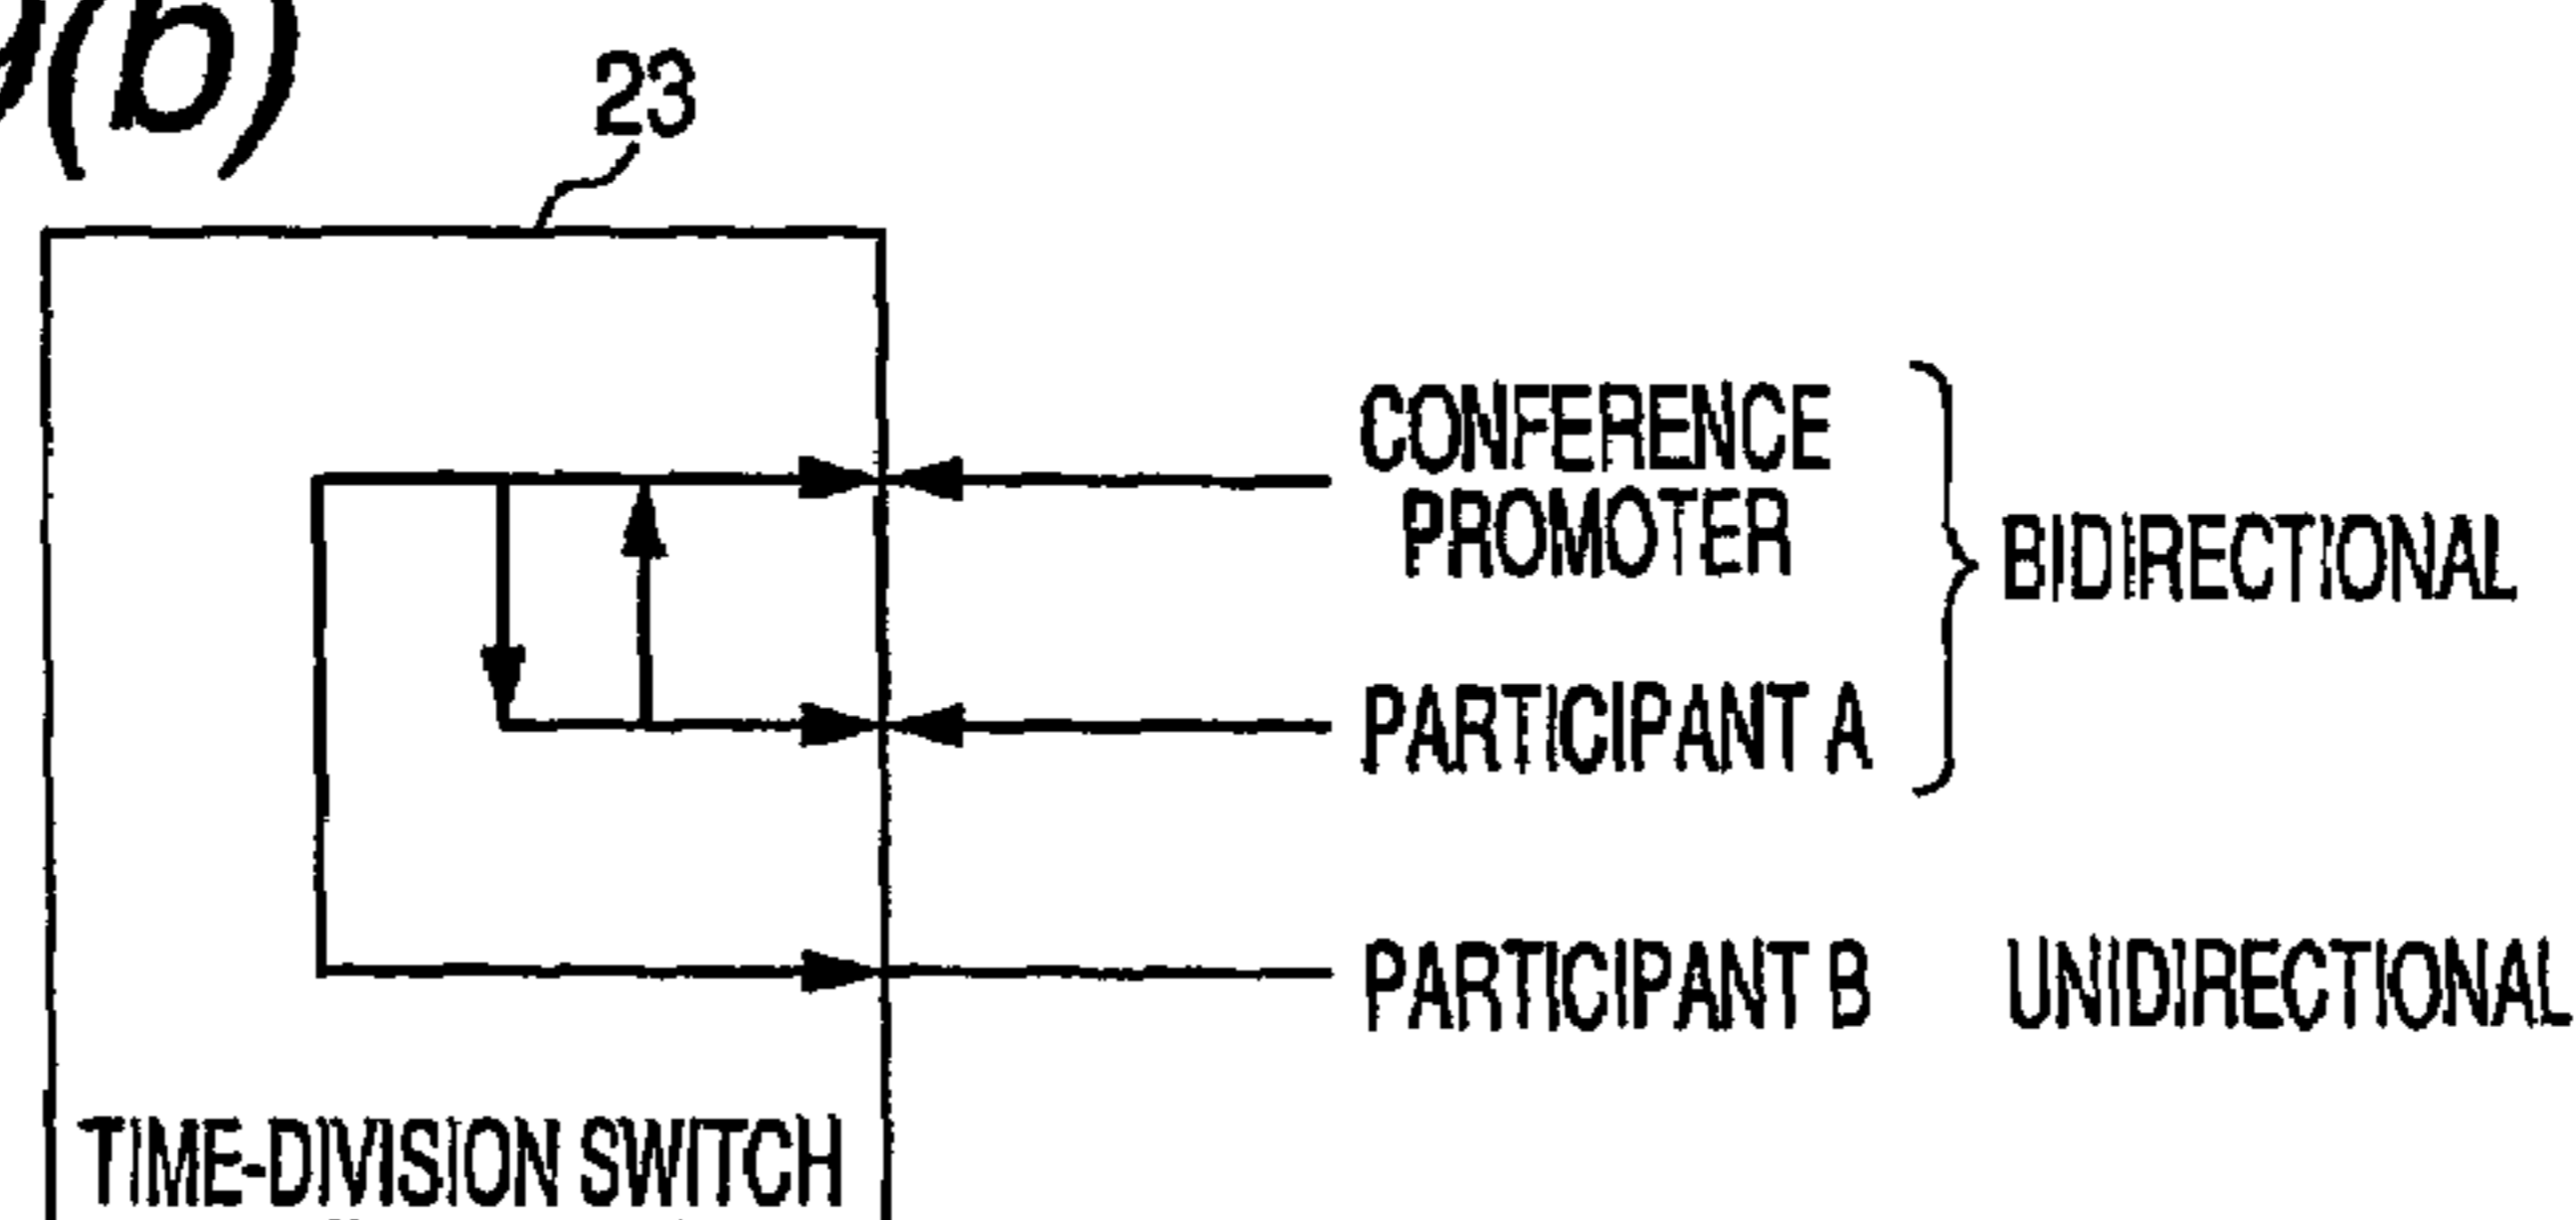 (b)
23
CONFERENCE
PROMOTER
BIDIRECTIONAL
PARTICIPANT A
PARTICIPANT B UNIDIRECTIONAL
TIME-DIVISION SWITCH